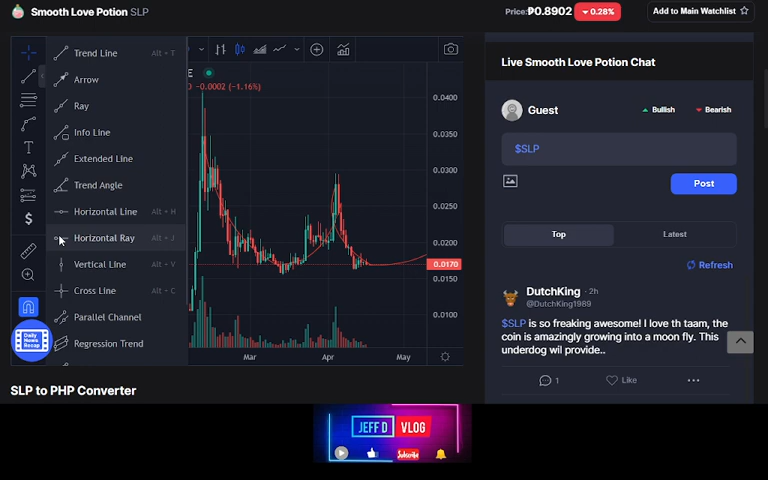 Smooth Love Potion SLP
Price: ₱0.8902 0.28%
Add to Main Watchlist
Trend Line Alt + T
Arrow
Ray
Info Line
Extended Line
Trend Angle
Horizontal Line Alt + H
Horizontal Ray Alt + J
Vertical Line Alt + V
Cross Line Alt + C
Parallel Channel
Regression Trend
-0.0002 (-1.16%)
0.0400
0.0350
0.0300
0.0250
0.0200
0.0170
0.0150
0.0100
Mar Apr May
Daily
News
Recap
SLP to PHP Converter
Live Smooth Love Potion Chat
Guest
Bullish
Bearish
$SLP
Post
Top
Latest
Refresh
DutchKing · 2h
@DutchKing1989
$SLP is so freaking awesome! I love th taam, the
coin is amazingly growing into a moon fly. This
underdog wil provide..
1
Like
JEFF D VLOG
Subscribe